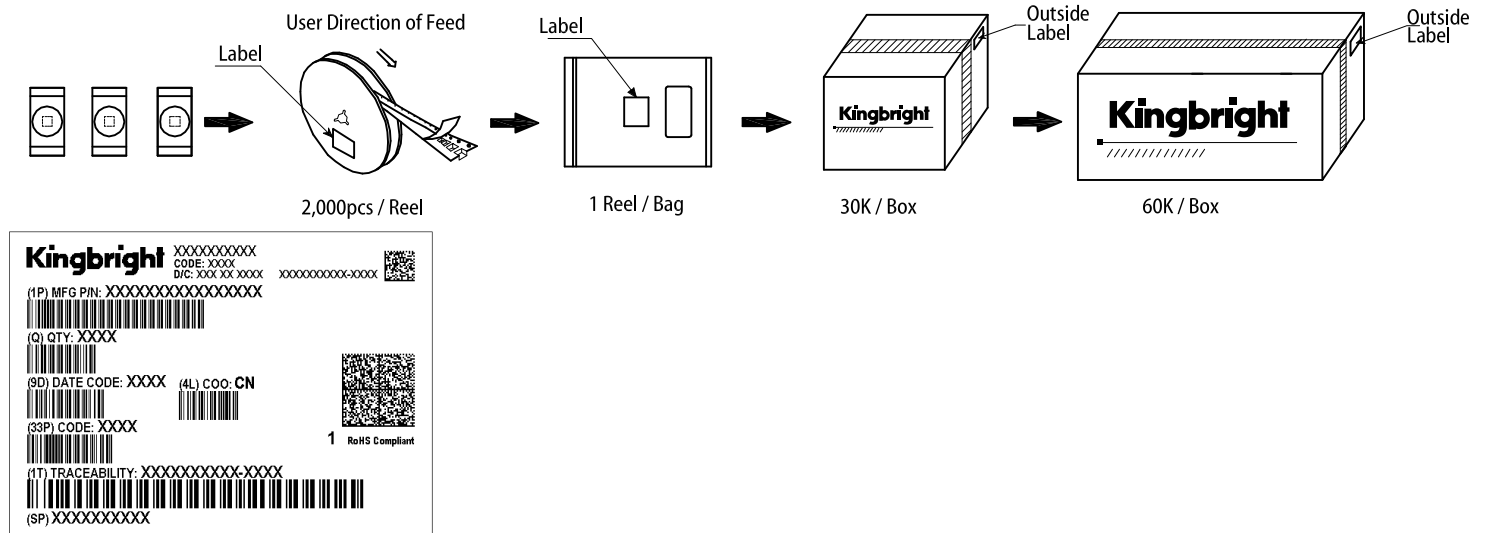 User Direction of Feed
Label
Label
Outside
Label
Outside
Label
Kingbright
Kingbright
2,000pcs / Reel
1 Reel / Bag
30K / Box
60K / Box
Kingbright
XXXXXXXXXX
CODE: XXXX
D/C: XXX XX XXXX
XXXXXXXXXX-XXXX
(1P) MFG P/N: XXXXXXXXXXXXXXXX
(Q) QTY: XXXX
(9D) DATE CODE: XXXX
(4L) COO: CN
(33P) CODE: XXXX
1
RoHS Compliant
(1T) TRACEABILITY: XXXXXXXXXX-XXXX
(SP) XXXXXXXXXX